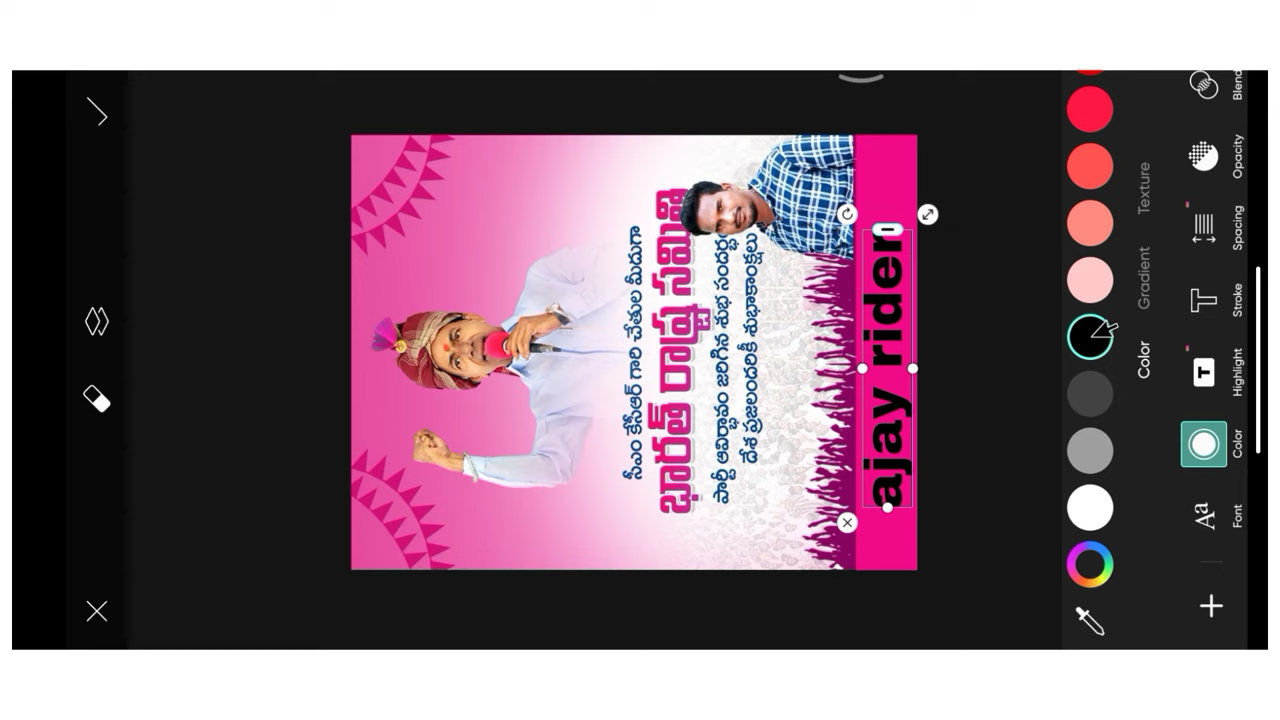 సీఎం కేసీఆర్ గారి చేతుల మీదుగా
భారత్ రాష్ట్ర సమితి
పార్టీ ఆవిర్భావం జరిగిన శుభ సందర్భ
దేశ ప్రజలందరికీ శుభాకాంక్షలు
ajay rider
Color
Gradient
Texture
Font
Color
Highlight
Stroke
Spacing
Opacity
Blend